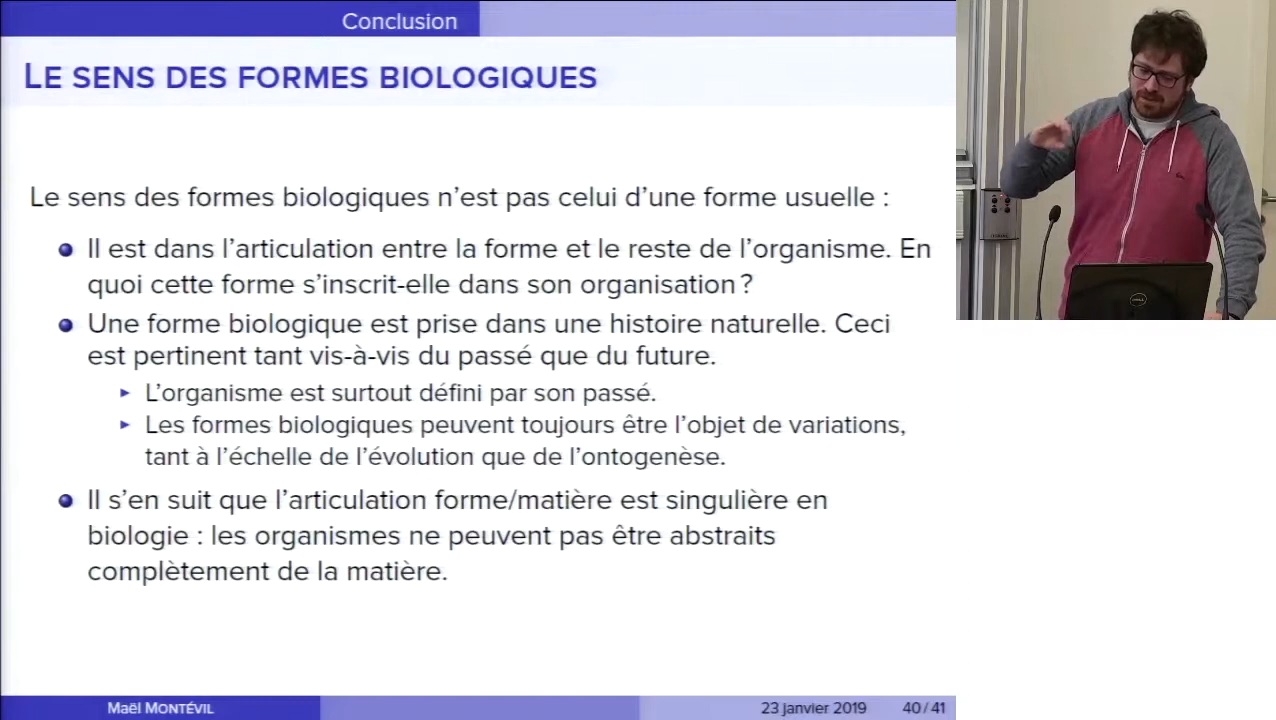 Conclusion
LE SENS DES FORMES BIOLOGIQUES
Le sens des formes biologiques n'est pas celui d'une forme usuelle :
Il est dans l'articulation entre la forme et le reste de l'organisme. En
quoi cette forme s'inscrit-elle dans son organisation ?
Une forme biologique est prise dans une histoire naturelle. Ceci
est pertinent tant vis-à-vis du passé que du future.
L'organisme est surtout défini par son passé.
Les formes biologiques peuvent toujours être l'objet de variations,
tant à l'échelle de l'évolution que de l'ontogenèse.
Il s'en suit que l'articulation forme/matière est singulière en
biologie : les organismes ne peuvent pas être abstraits
complètement de la matière.
Maël MONTÉVIL
23 janvier 2019
40 / 41
DELL